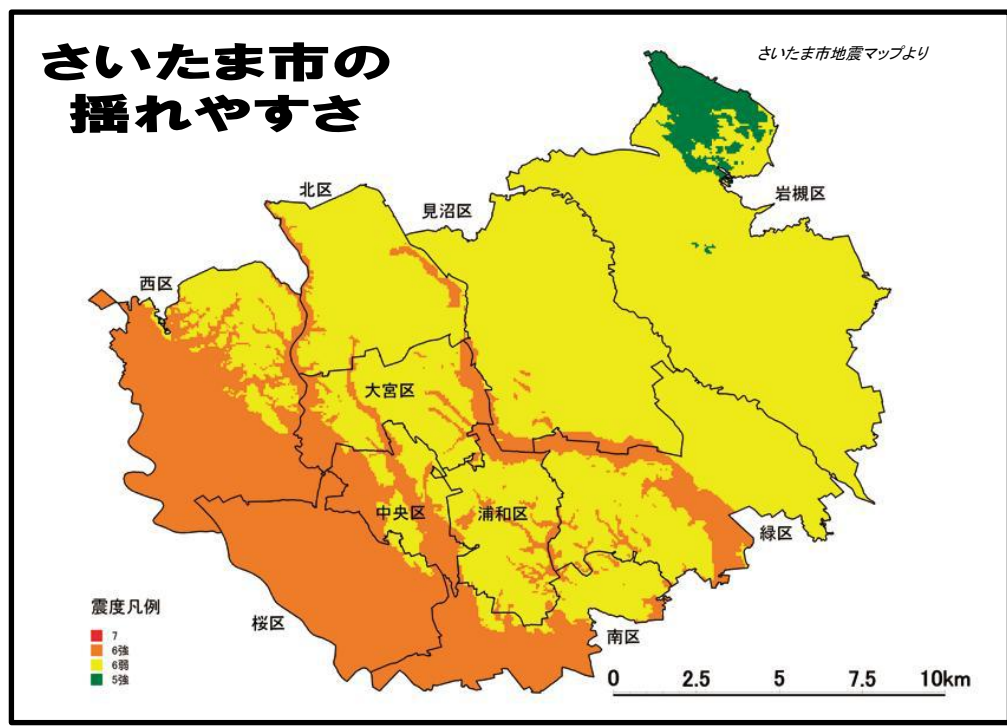 さいたま市の
揺れやすさ
さいたま市地震マップより
北区
見沼区
岩槻区
西区
大宮区
中央区
浦和区
緑区
桜区
南区
震度凡例
7
6強
6弱
5強
0 2.5 5 7.5 10km